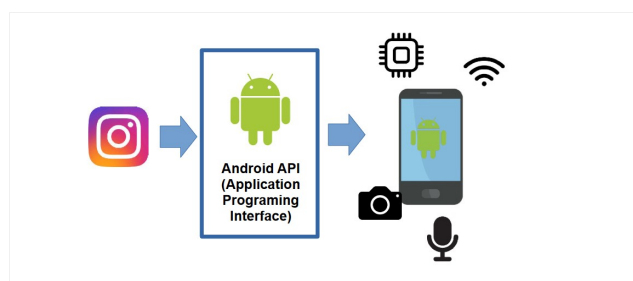 Android API
(Application
Programing
Interface)